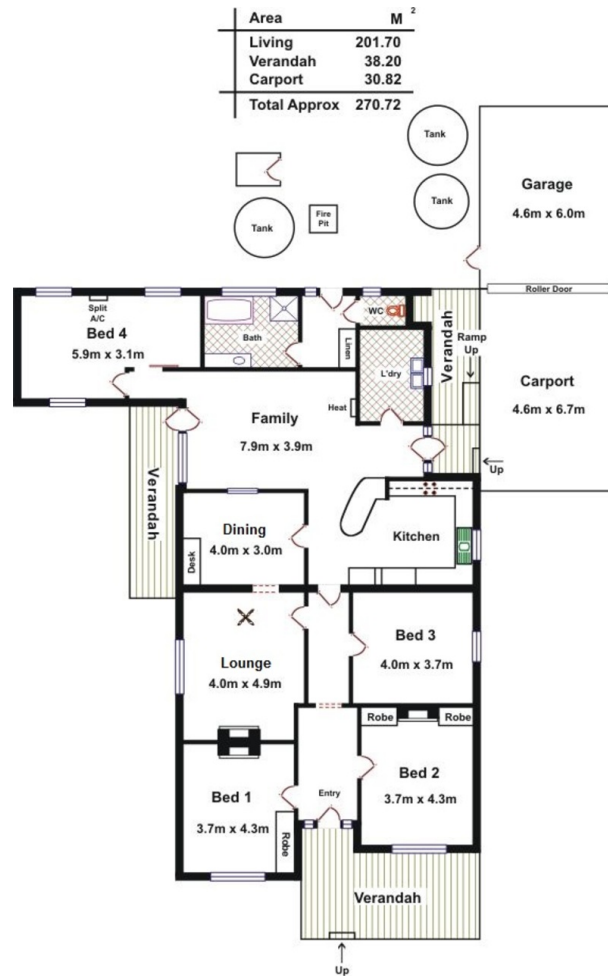 Area M 2
Living 201.70
Verandah 38.20
Carport 30.82
Total Approx 270.72
Tank
Tank
Tank
Fire
Pit
Garage
4.6m x 6.0m
Roller Door
Split
A/C
Bed 4
5.9m x 3.1m
Bath
Linen
WC
L'dry
Heat
Verandah
Ramp
Up
Carport
4.6m x 6.7m
Up
Family
7.9m x 3.9m
Verandah
Dining
4.0m x 3.0m
Desk
Kitchen
Lounge
4.0m x 4.9m
Bed 3
4.0m x 3.7m
Robe
Robe
Bed 2
3.7m x 4.3m
Bed 1
3.7m x 4.3m
Robe
Entry
Verandah
Up